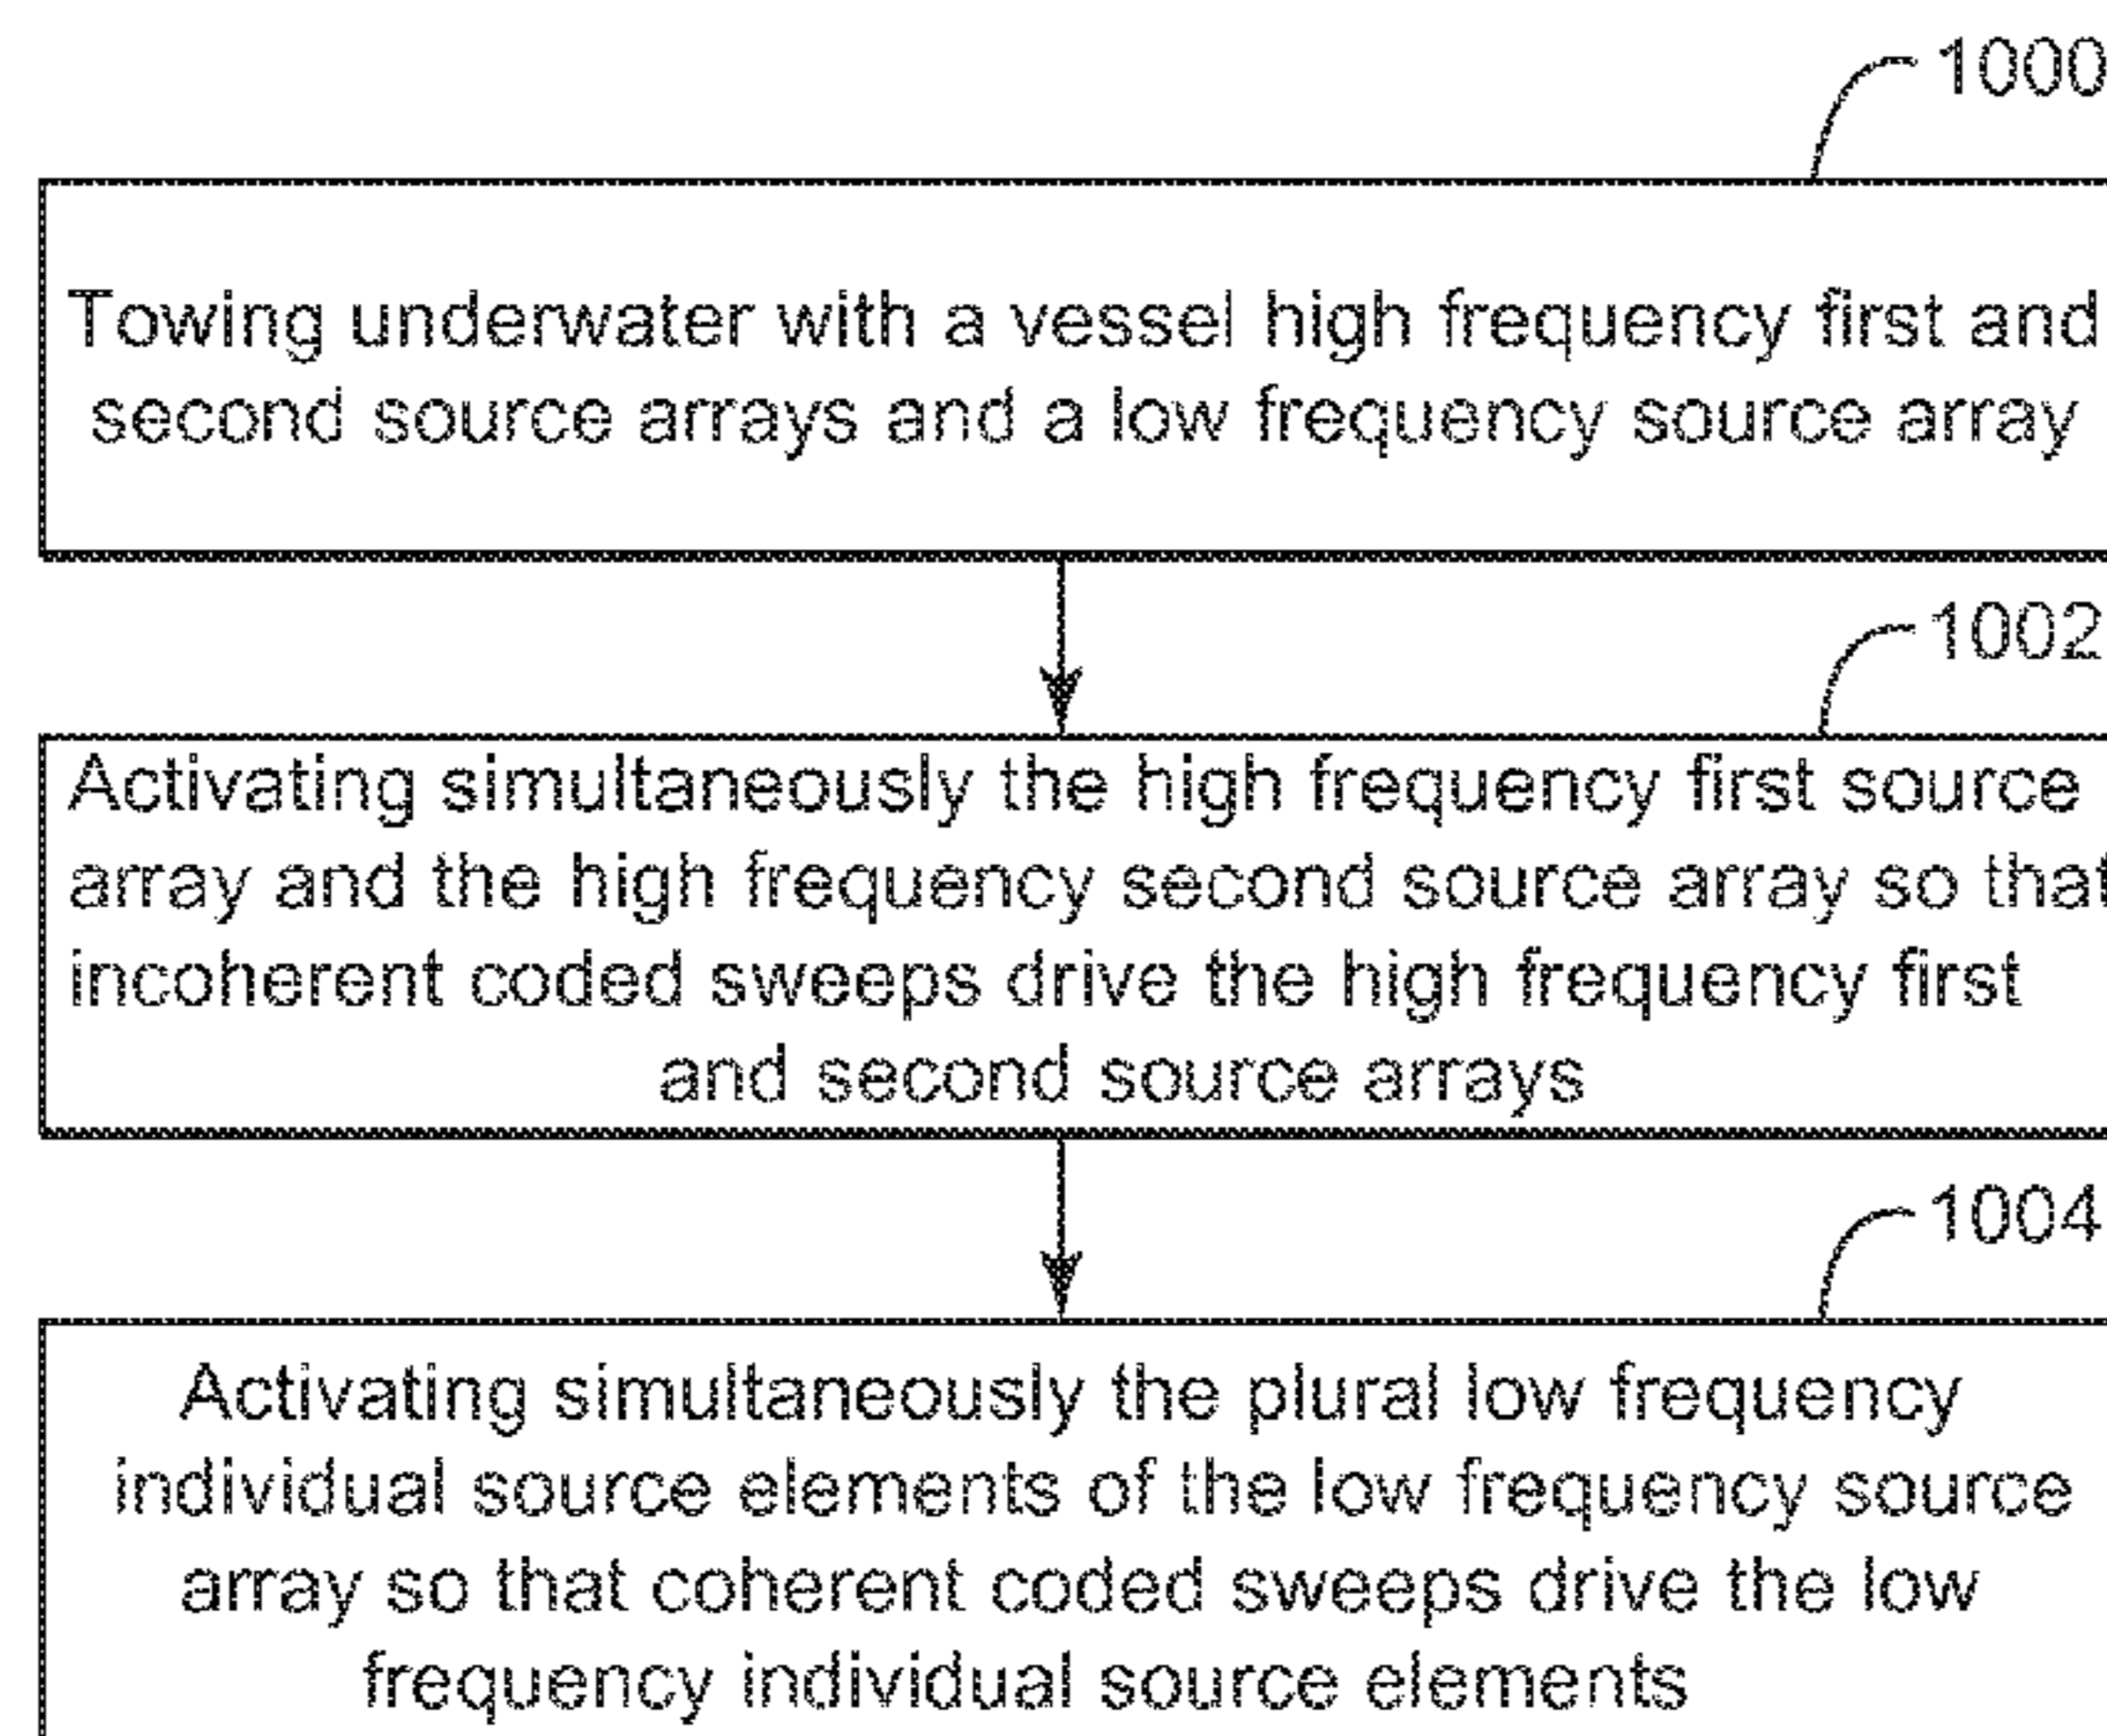 1000
Towing underwater with a vessel high frequency first and
second source arrays and a low frequency source array
1002
Activating simultaneously the high frequency first source
array and the high frequency second source array so that
incoherent coded sweeps drive the high frequency first
and second source arrays
1004
Activating simultaneously the plural low frequency
individual source elements of the low frequency source
array so that coherent coded sweeps drive the low
frequency individual source elements